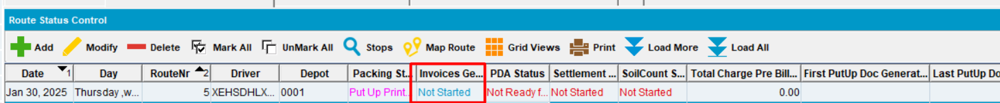 Route Status Control
Add Modify Delete Mark All UnMark All Stops Map Route Grid Views Print Load More Load All
Date 1 Day RouteNr 2 Driver Depot Packing St... Invoices Ge... PDA Status Settlement ... SoilCount S... Total Charge Pre Bill... First PutUp Doc Generat... Last PutUp Do
Jan 30, 2025 Thursday ,w... 5 XEHSDHLX... 0001 Put Up Print... Not Started Not Ready f... Not Started Not Started 0.00